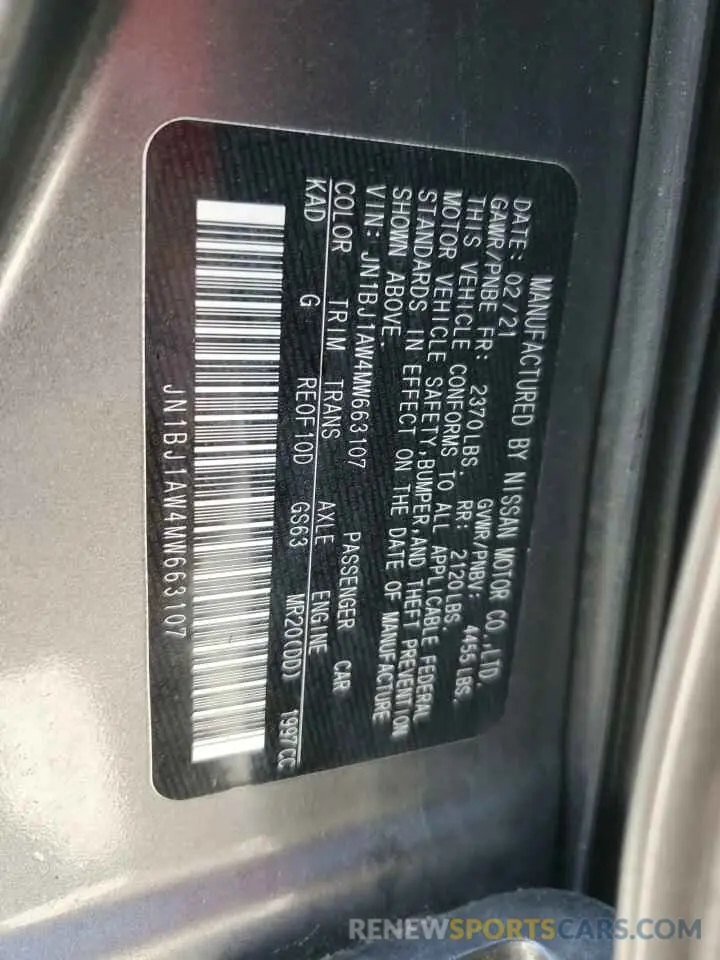 MANUFACTURED BY NISSAN MOTOR CO.,LTD.
DATE: 02/21 GVWR/PNBV: 4455LBS.
GAWR/PNBE FR: 2370LBS. RR: 2120LBS.
THIS VEHICLE CONFORMS TO ALL APPLICABLE FEDERAL
MOTOR VEHICLE SAFETY,BUMPER,AND THEFT PREVENTION
STANDARDS IN EFFECT ON THE DATE OF MANUFACTURE
SHOWN ABOVE.
VIN: JN1BJ1AW4MW663107 PASSENGER CAR
COLOR TRIM TRANS AXLE ENGINE
KAD G RE0F10D GS63 MR20(DD) 1997CC
JN1BJ1AW4MW663107
RENEWSPORTSCARS.COM